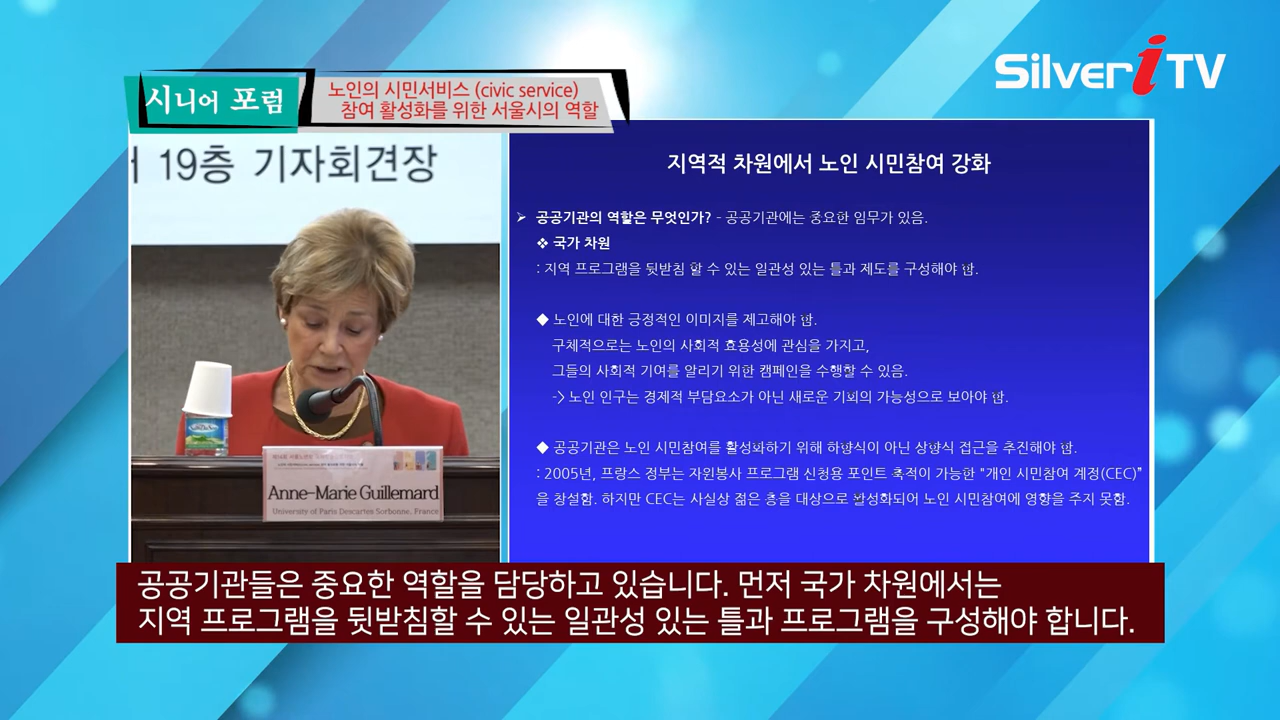 Silver i TV
시니어 포럼
노인의 시민서비스 (civic service)
참여 활성화를 위한 서울시의 역할
19층 기자회견장
Anne-Marie Guillemard
University of Paris Descartes Sorbonne, France
지역적 차원에서 노인 시민참여 강화
➢ 공공기관의 역할은 무엇인가? - 공공기관에는 중요한 임무가 있음.
❖ 국가 차원
: 지역 프로그램을 뒷받침 할 수 있는 일관성 있는 틀과 제도를 구성해야 함.
◆ 노인에 대한 긍정적인 이미지를 제고해야 함.
구체적으로는 노인의 사회적 효용성에 관심을 가지고,
그들의 사회적 기여를 알리기 위한 캠페인을 수행할 수 있음.
-> 노인 인구는 경제적 부담요소가 아닌 새로운 기회의 가능성으로 보아야 함.
◆ 공공기관은 노인 시민참여를 활성화하기 위해 하향식이 아닌 상향식 접근을 추진해야 함.
: 2005년, 프랑스 정부는 자원봉사 프로그램 신청용 포인트 축적이 가능한 "개인 시민참여 계정(CEC)"
을 창설함. 하지만 CEC는 사실상 젊은 층을 대상으로 활성화되어 노인 시민참여에 영향을 주지 못함.
공공기관들은 중요한 역할을 담당하고 있습니다. 먼저 국가 차원에서는
지역 프로그램을 뒷받침할 수 있는 일관성 있는 틀과 프로그램을 구성해야 합니다.